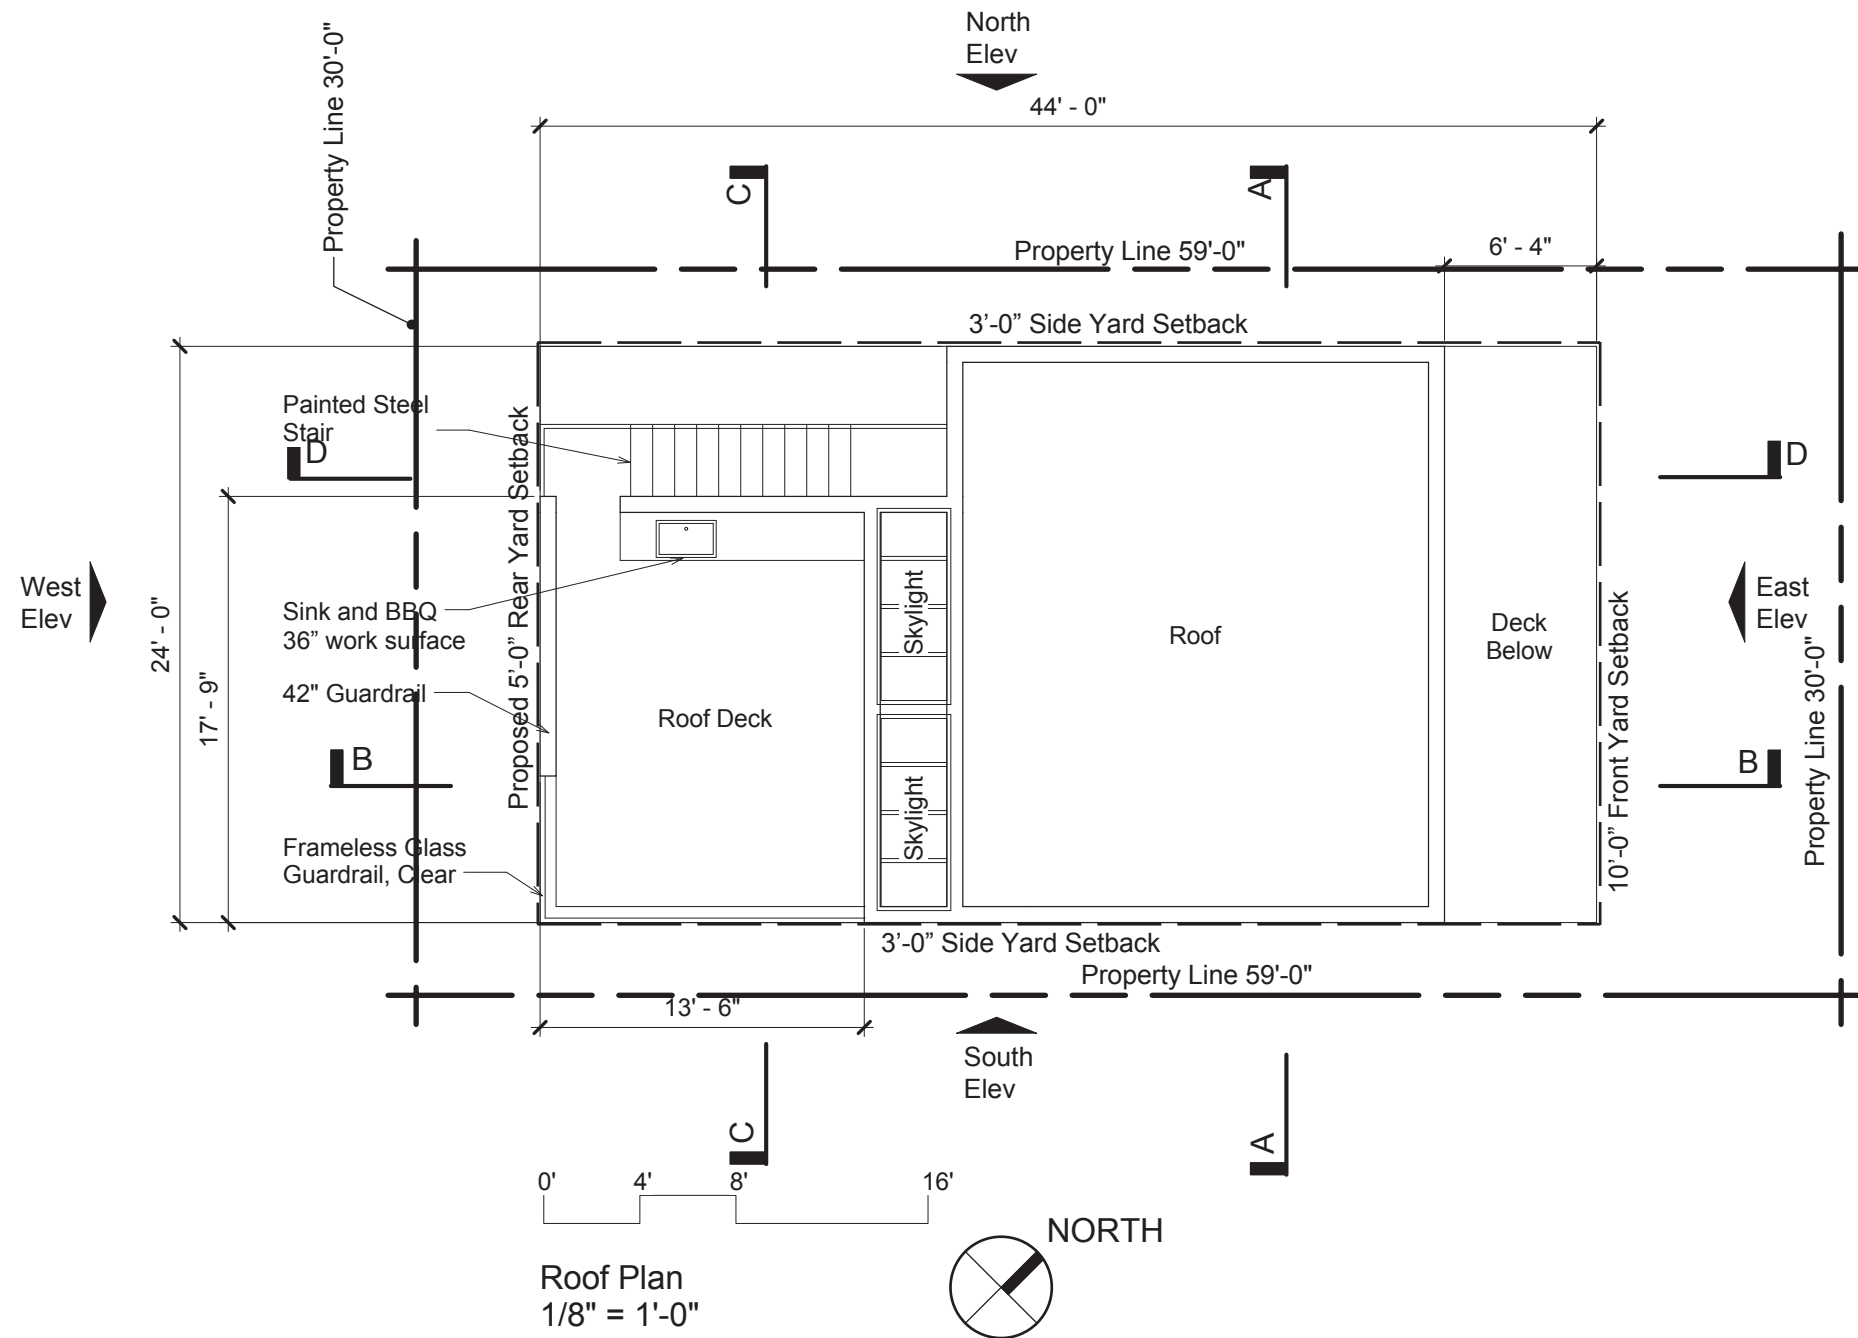 North
Elev
44' - 0"
Property Line 30'-0"
C
A
Property Line 59'-0"
6' - 4"
3’-0” Side Yard Setback
Painted Steel
Stair
D
D
Proposed 5’-0” Rear Yard Setback
West
Elev
24' - 0"
17' - 9"
Sink and BBQ
36” work surface
42" Guardrail
B
Frameless Glass
Guardrail, Clear
Roof Deck
Skylight
Skylight
Roof
Deck
Below
10’-0” Front Yard Setback
East
Elev
B
Property Line 30'-0"
3’-0” Side Yard Setback
Property Line 59'-0"
13' - 6"
South
Elev
C
A
0' 4' 8' 16'
NORTH
Roof Plan
1/8" = 1'-0"